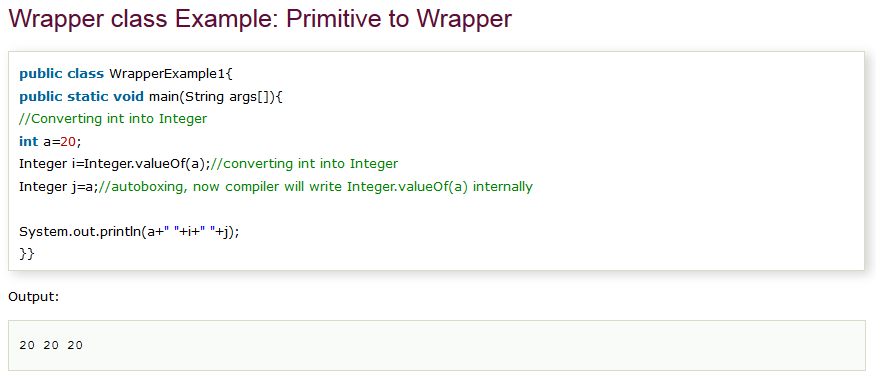 Wrapper class Example: Primitive to Wrapper
public class WrapperExample1{
public static void main(String args[]){
//Converting int into Integer
int a=20;
Integer i=Integer.valueOf(a);//converting int into Integer
Integer j=a;//autoboxing, now compiler will write Integer.valueOf(a) internally
System.out.println(a+" "+i+" "+j);
}}
Output:
20 20 20